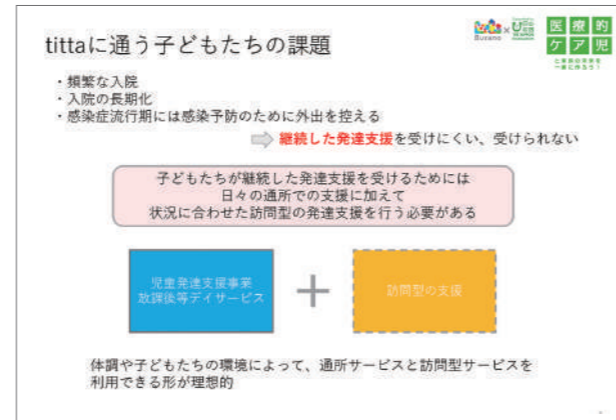 tittaに通う子どもたちの課題
Buzano
×
医療的
ケア児
・頻繁な入院
・入院の長期化
・感染症流行期には感染予防のために外出を控える
継続した発達支援を受けにくい、受けられない
子どもたちが継続した発達支援を受けるためには
日々の通所での支援に加えて
状況に合わせた訪問型の発達支援を行う必要がある
児童発達支援事業
放課後等デイサービス
+
訪問型の支援
体調や子どもたちの環境によって、通所サービスと訪問型サービスを
利用できる形が理想的